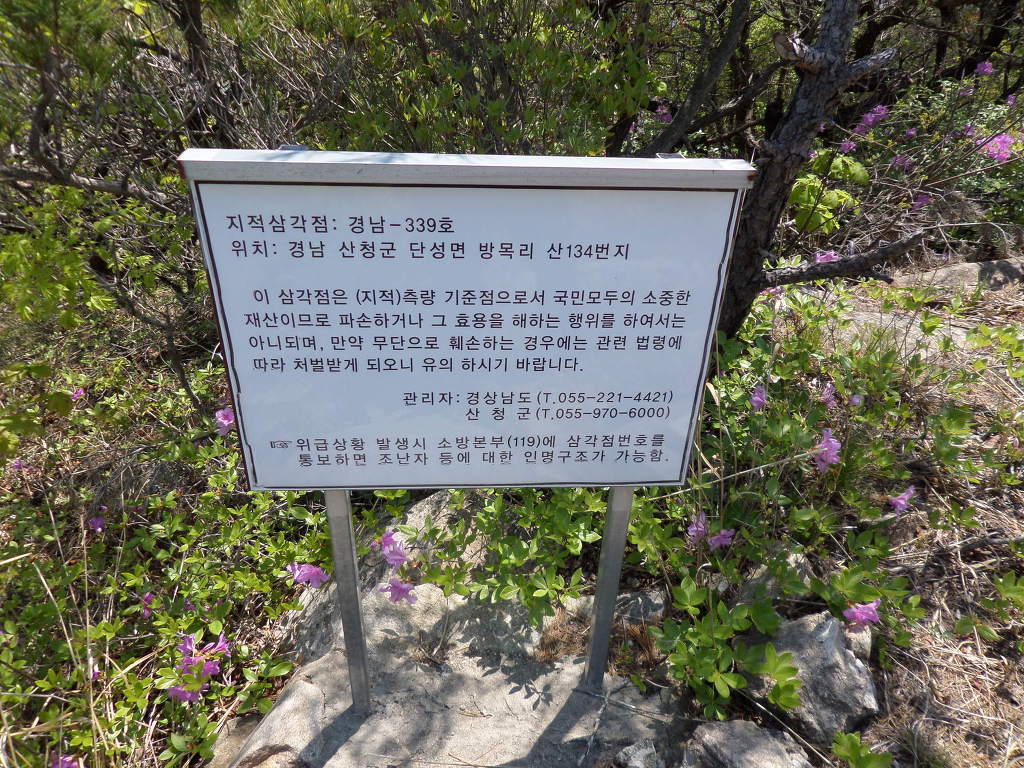 지적삼각점: 경남-339호
위치: 경남 산청군 단성면 방목리 산134번지
이 삼각점은 (지적)측량 기준점으로서 국민모두의 소중한
재산이므로 파손하거나 그 효용을 해하는 행위를 하여서는
아니되며, 만약 무단으로 훼손하는 경우에는 관련 법령에
따라 처벌받게 되오니 유의 하시기 바랍니다.
관리자: 경상남도(T.055-221-4421)
산 청 군(T.055-970-6000)
☞위급상황 발생시 소방본부(119)에 삼각점번호를
통보하면 조난자 등에 대한 인명구조가 가능함.